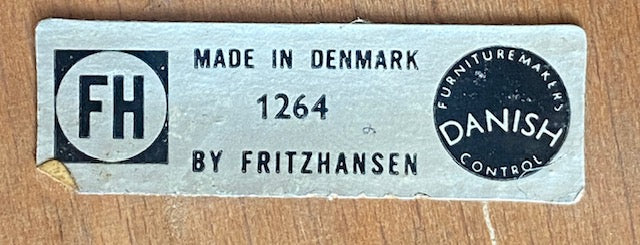 FH
MADE IN DENMARK
1264
BY FRITZHANSEN
FURNITUREMAKERS
DANISH
CONTROL